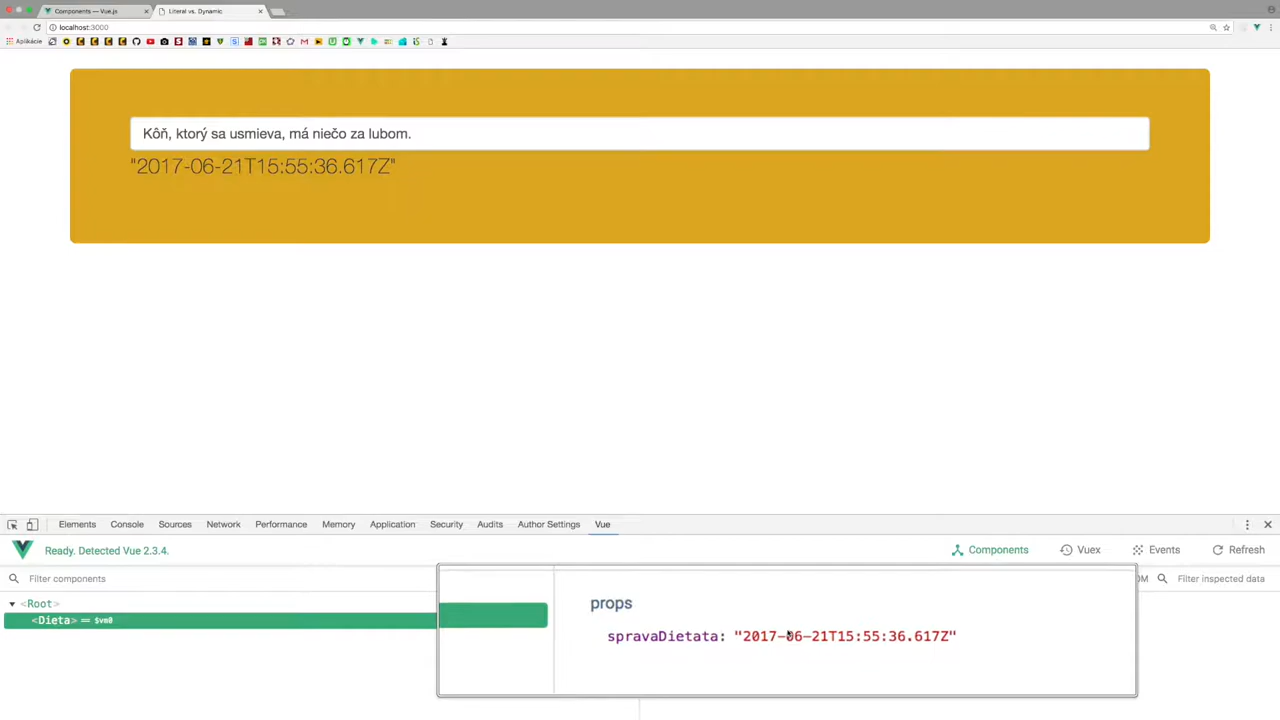 Components — Vue.js
Literal vs. Dynamic
localhost:3000
Aplikácie
Kôň, ktorý sa usmieva, má niečo za lubom.
"2017-06-21T15:55:36.617Z"
Elements Console Sources Network Performance Memory Application Security Audits Author Settings Vue
Ready. Detected Vue 2.3.4.
Components Vuex Events Refresh
Filter components
Filter inspected data
<Root>
<Dieta> == $vm0
props
spravaDietata: "2017-06-21T15:55:36.617Z"